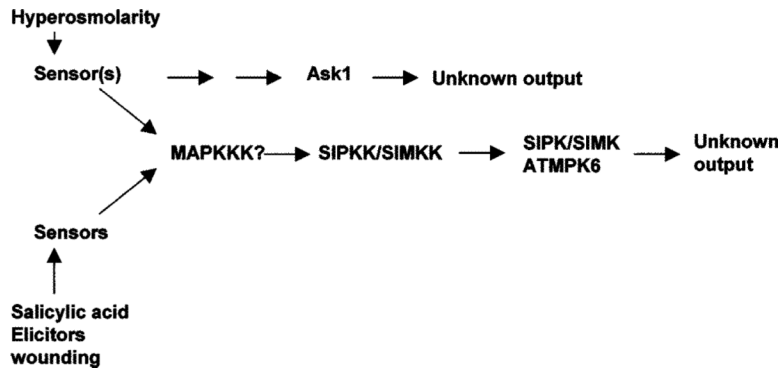 Hyperosmolarity
Sensor(s)
Ask1
Unknown output
MAPKKK?
SIPKK/SIMKK
SIPK/SIMK
ATMPK6
Unknown
output
Sensors
Salicylic acid
Elicitors
wounding